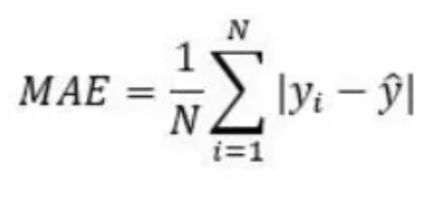 MAE = \frac{1}{N} \sum_{i=1}^{N} |y_i - \hat{y}|